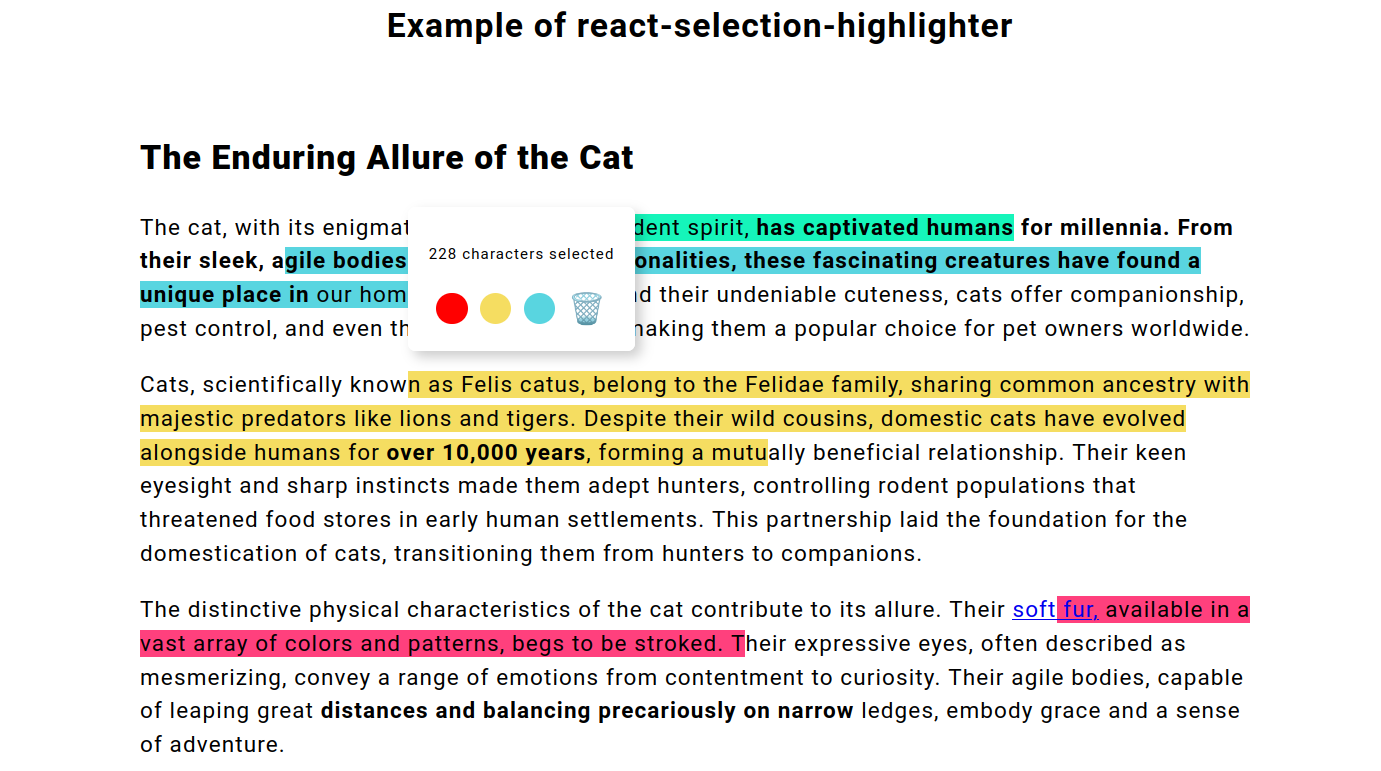 Example of react-selection-highlighter
The Enduring Allure of the Cat
The cat, with its dent spirit, has captivated humans for millennia. From
228 characters selected
their sleek, agile bodies onalities, these fascinating creatures have found a
unique place in our their undeniable cuteness, cats offer companionship,
pest control, and even making them a popular choice for pet owners worldwide.
Cats, scientifically known as Felis catus, belong to the Felidae family, sharing common ancestry with
majestic predators like lions and tigers. Despite their wild cousins, domestic cats have evolved
alongside humans for over 10,000 years, forming a mutually beneficial relationship. Their keen
eyesight and sharp instincts made them adept hunters, controlling rodent populations that
threatened food stores in early human settlements. This partnership laid the foundation for the
domestication of cats, transitioning them from hunters to companions.
The distinctive physical characteristics of the cat contribute to its allure. Their soft fur, available in a
vast array of colors and patterns, begs to be stroked. Their expressive eyes, often described as
mesmerizing, convey a range of emotions from contentment to curiosity. Their agile bodies, capable
of leaping great distances and balancing precariously on narrow ledges, embody grace and a sense
of adventure.